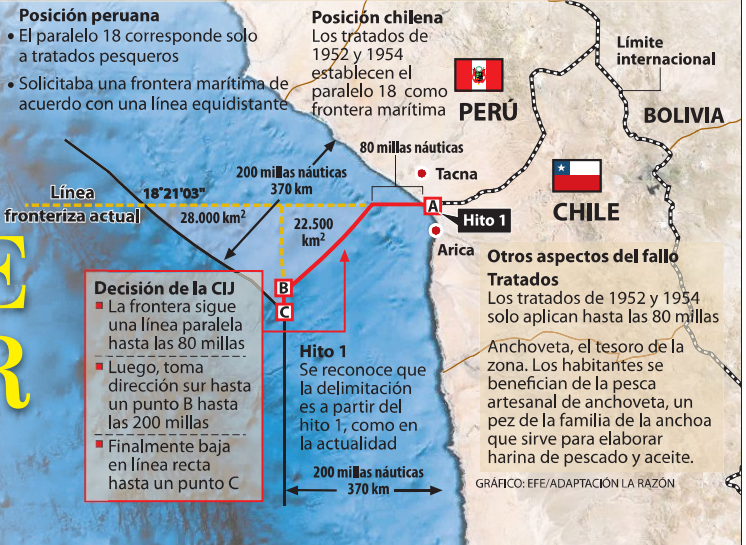 Posición peruana
• El paralelo 18 corresponde solo
a tratados pesqueros
• Solicitaba una frontera marítima de
acuerdo con una línea equidistante
Posición chilena
Los tratados de
1952 y 1954
establecen el
paralelo 18 como
frontera marítima
PERÚ
Límite
internacional
BOLIVIA
80 millas náuticas
Tacna
200 millas náuticas
370 km
Línea
fronteriza actual
18°21'03"
28.000 km²
22.500
km²
A
Hito 1
CHILE
Arica
B
C
E
R
Decisión de la CIJ
▪ La frontera sigue
una línea paralela
hasta las 80 millas
▪ Luego, toma
dirección sur hasta
un punto B hasta
las 200 millas
▪ Finalmente baja
en línea recta
hasta un punto C
Hito 1
Se reconoce que
la delimitación
es a partir del
hito 1, como en
la actualidad
200 millas náuticas
370 km
Otros aspectos del fallo
Tratados
Los tratados de 1952 y 1954
solo aplican hasta las 80 millas
Anchoveta, el tesoro de la
zona. Los habitantes se
benefician de la pesca
artesanal de anchoveta, un
pez de la familia de la anchoa
que sirve para elaborar
harina de pescado y aceite.
GRÁFICO: EFE/ADAPTACIÓN LA RAZÓN